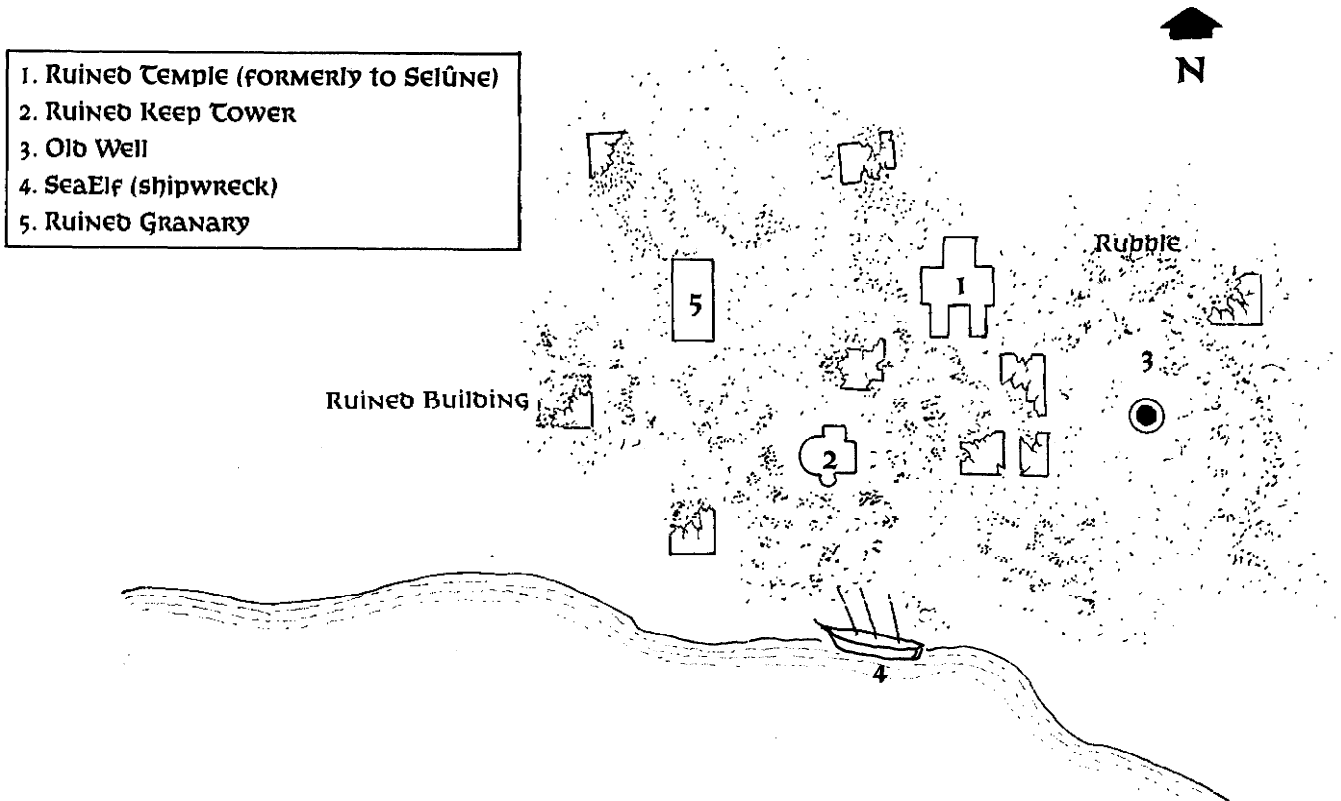 1. Ruined Temple (formerly to Selûne)
2. Ruined Keep Tower
3. Old Well
4. SeaElf (shipwreck)
5. Ruined Granary
N
Rubble
1
5
3
Ruined Building
2
4